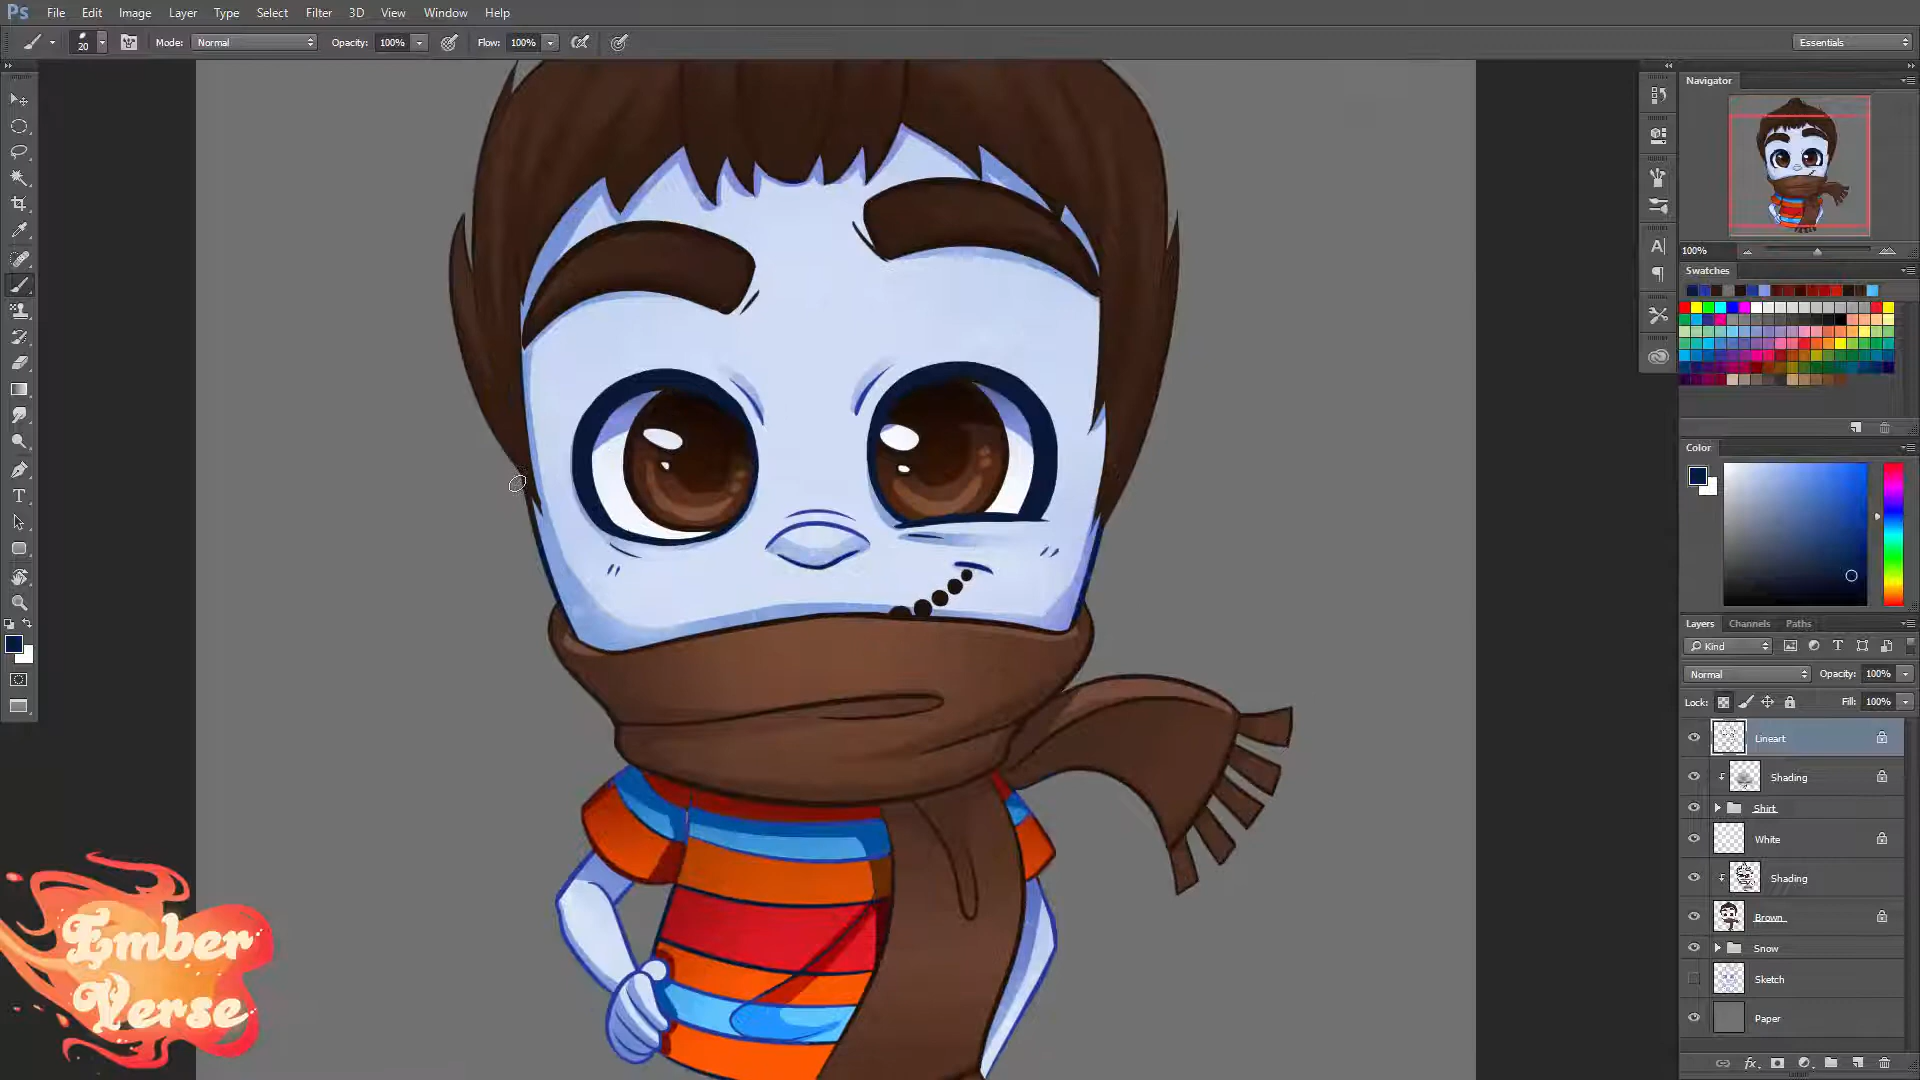 Ps File Edit Image Layer Type Select Filter 3D View Window Help
20 Mode: Normal Opacity: 100% Flow: 100% Essentials
Navigator
100%
Swatches
Color
Layers Channels Paths
Kind
Normal Opacity: 100%
Lock: Fill: 100%
Lineart
Shading
Shirt
White
Shading
Brown
Snow
Sketch
Paper
Ember
Verse